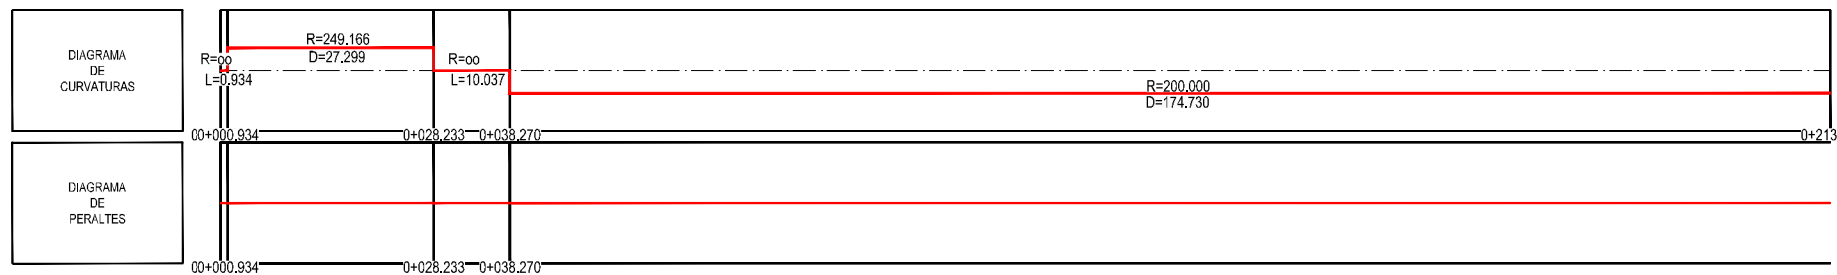 DIAGRAMA
DE
CURVATURAS
R=oo
L=0.934
R=249.166
D=27.299
R=oo
L=10.037
R=200.000
D=174.730
00+000.934
0+028.233
0+038.270
0+213
DIAGRAMA
DE
PERALTES
00+000.934
0+028.233
0+038.270